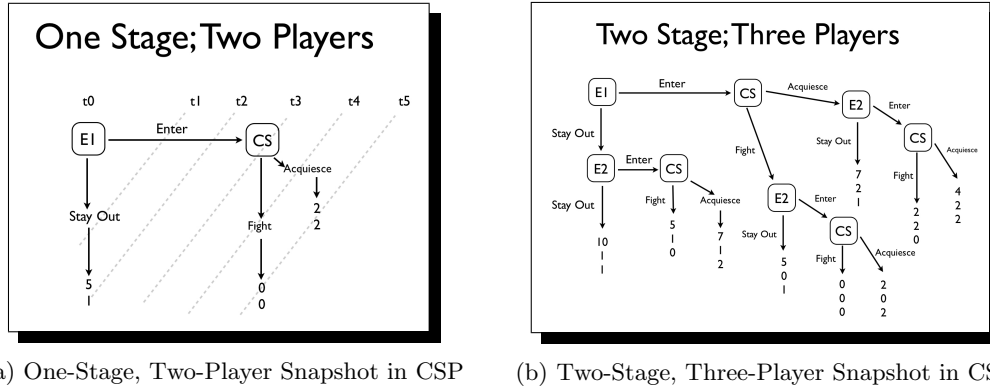 One Stage; Two Players
t0 t1 t2 t3 t4 t5
E1 Enter CS
Acquiesce
Stay Out
Fight
2
2
5
1
0
0
a) One-Stage, Two-Player Snapshot in CSP
Two Stage; Three Players
E1 Enter CS Acquiesce E2 Enter
Stay Out
Fight
Stay Out
CS
Acquiesce
E2 Enter CS
Stay Out
Fight
Acquiesce
Fight
7
2
1
4
2
2
2
2
0
E2 Enter
10
1
1
5
1
0
7
1
2
Stay Out
CS
Fight
Acquiesce
5
0
1
0
0
0
2
0
2
(b) Two-Stage, Three-Player Snapshot in CS